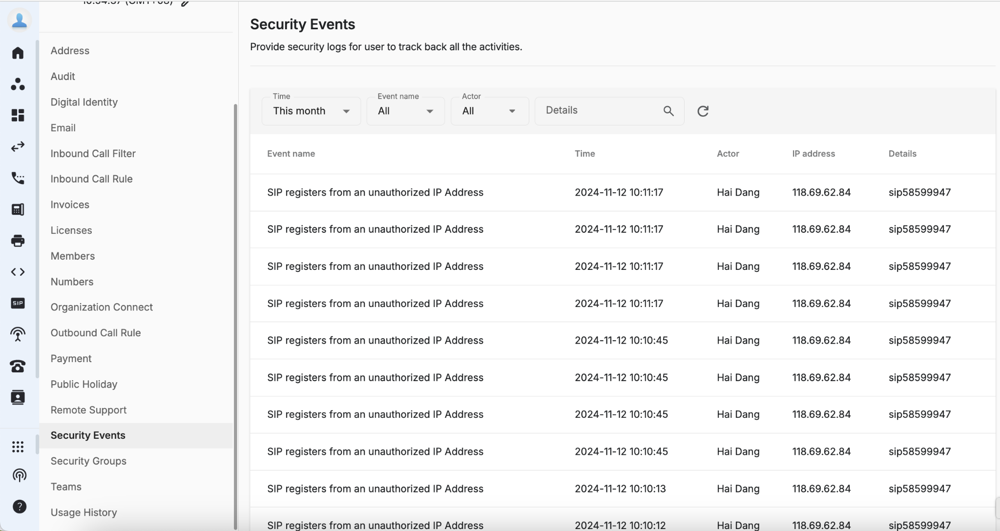 Address
Audit
Digital Identity
Email
Inbound Call Filter
Inbound Call Rule
Invoices
Licenses
Members
Numbers
Organization Connect
Outbound Call Rule
Payment
Public Holiday
Remote Support
Security Events
Security Groups
Teams
Usage History
SIP
?
Security Events
Provide security logs for user to track back all the activities.
Time Event name Actor
This month All All Details
Event name Time Actor IP address Details
SIP registers from an unauthorized IP Address 2024-11-12 10:11:17 Hai Dang 118.69.62.84 sip58599947
SIP registers from an unauthorized IP Address 2024-11-12 10:11:17 Hai Dang 118.69.62.84 sip58599947
SIP registers from an unauthorized IP Address 2024-11-12 10:11:17 Hai Dang 118.69.62.84 sip58599947
SIP registers from an unauthorized IP Address 2024-11-12 10:11:17 Hai Dang 118.69.62.84 sip58599947
SIP registers from an unauthorized IP Address 2024-11-12 10:10:45 Hai Dang 118.69.62.84 sip58599947
SIP registers from an unauthorized IP Address 2024-11-12 10:10:45 Hai Dang 118.69.62.84 sip58599947
SIP registers from an unauthorized IP Address 2024-11-12 10:10:45 Hai Dang 118.69.62.84 sip58599947
SIP registers from an unauthorized IP Address 2024-11-12 10:10:45 Hai Dang 118.69.62.84 sip58599947
SIP registers from an unauthorized IP Address 2024-11-12 10:10:13 Hai Dang 118.69.62.84 sip58599947
SIP registers from an unauthorized IP Address 2024-11-12 10:10:12 Hai Dang 118.69.62.84 sip58599947